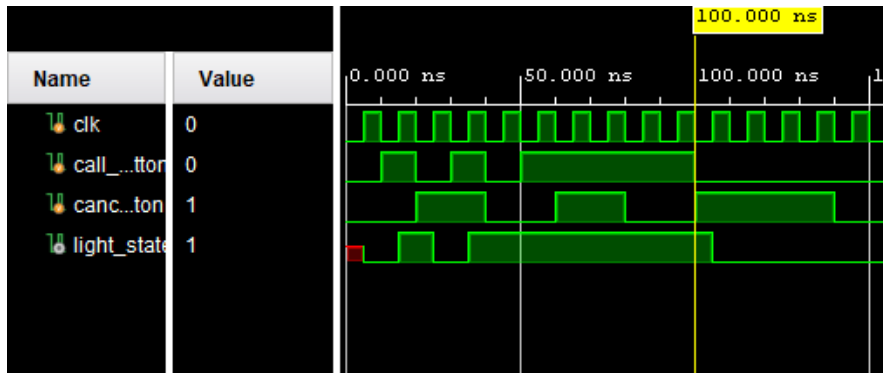 100.000 ns
Name Value
0.000 ns 50.000 ns 100.000 ns 1
clk 0
call_...tton 0
canc...ton 1
light_state 1